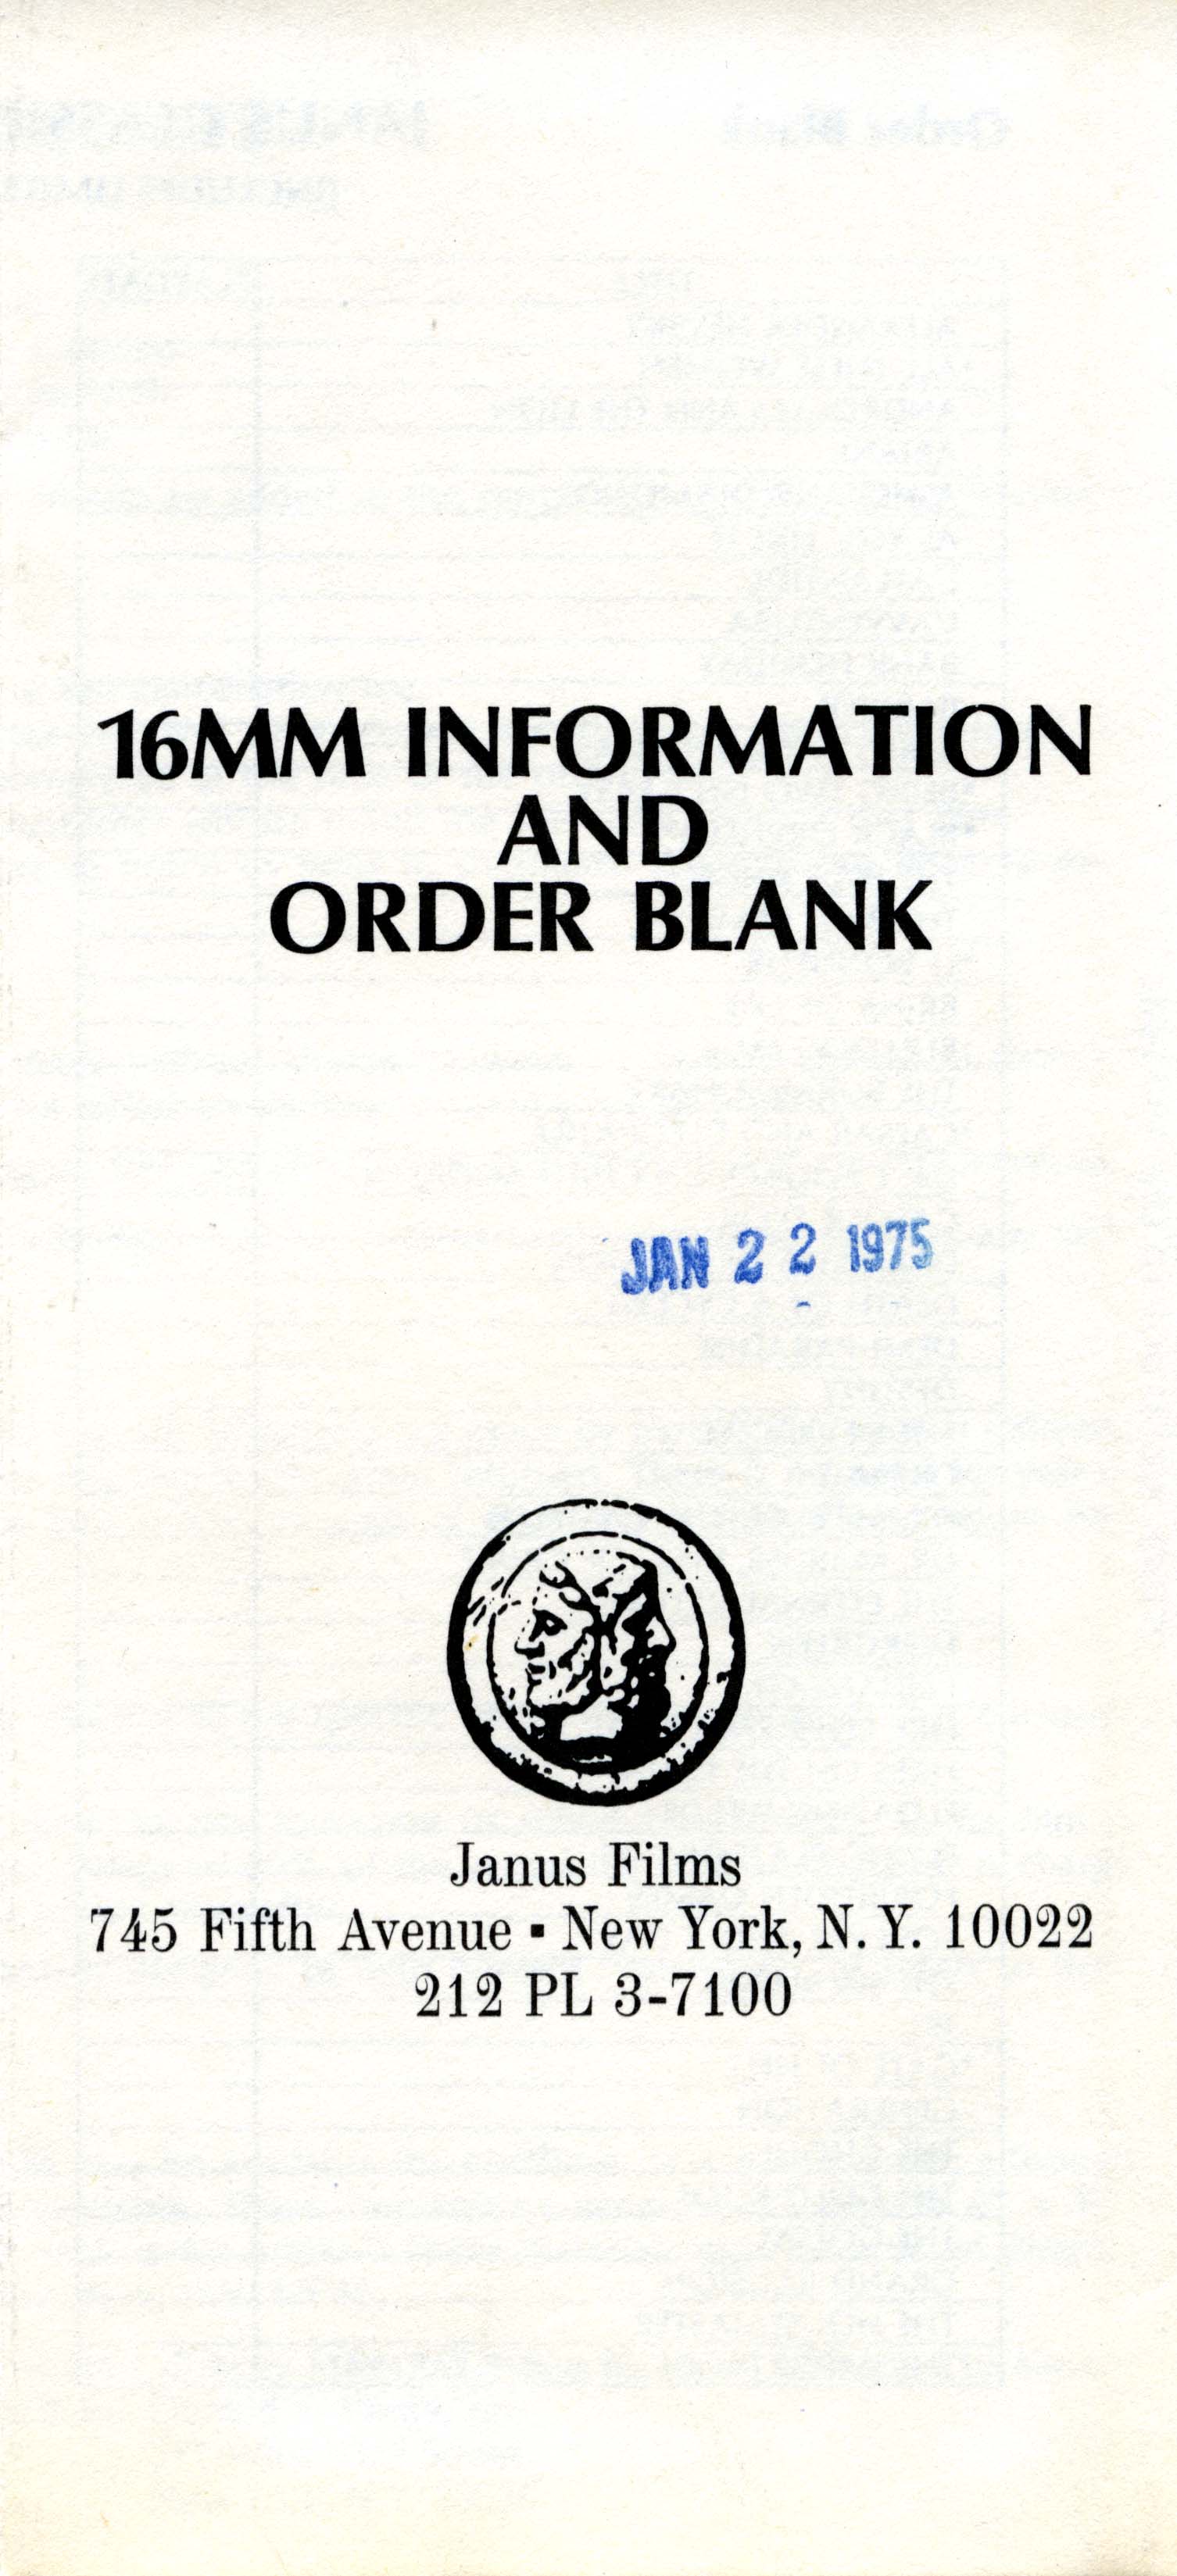 16MM INFORMATION
AND
ORDER BLANK
JAN 22 1975
Janus Films
745 Fifth Avenue ▪ New York, N. Y. 10022
212 PL 3-7100